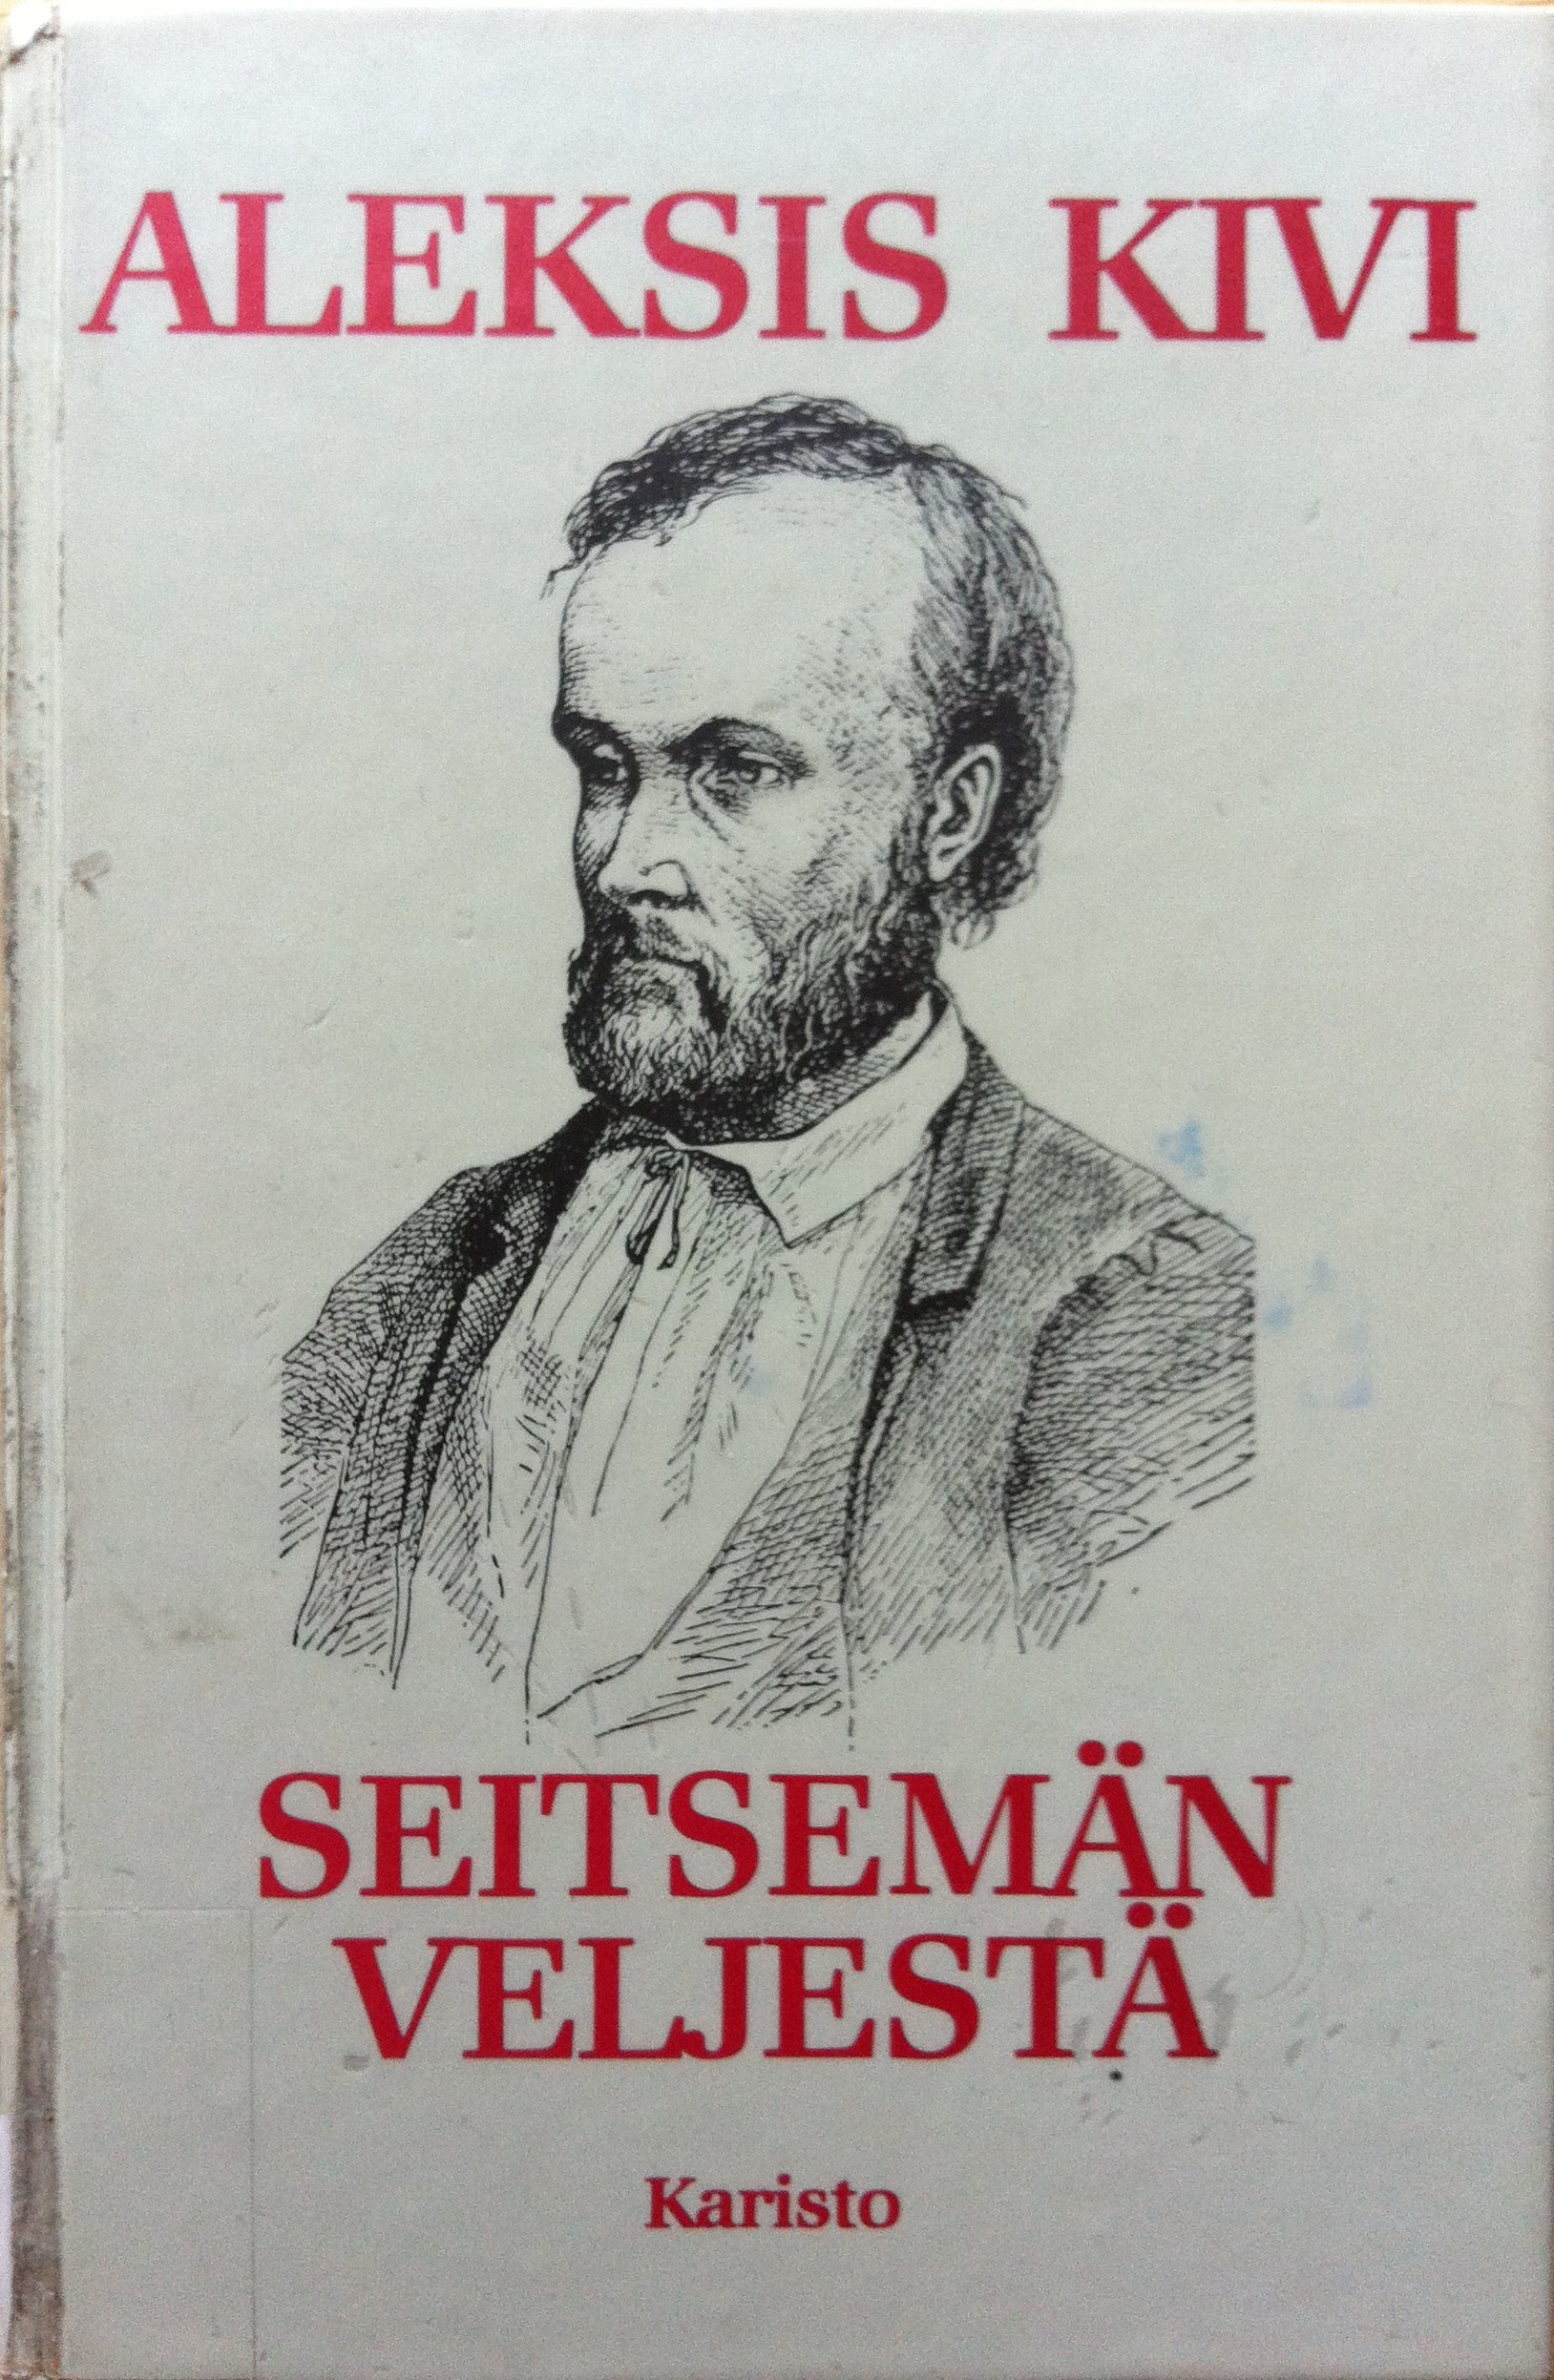 ALEKSIS KIVI
SEITSEMÄN
VELJESTÄ
Karisto